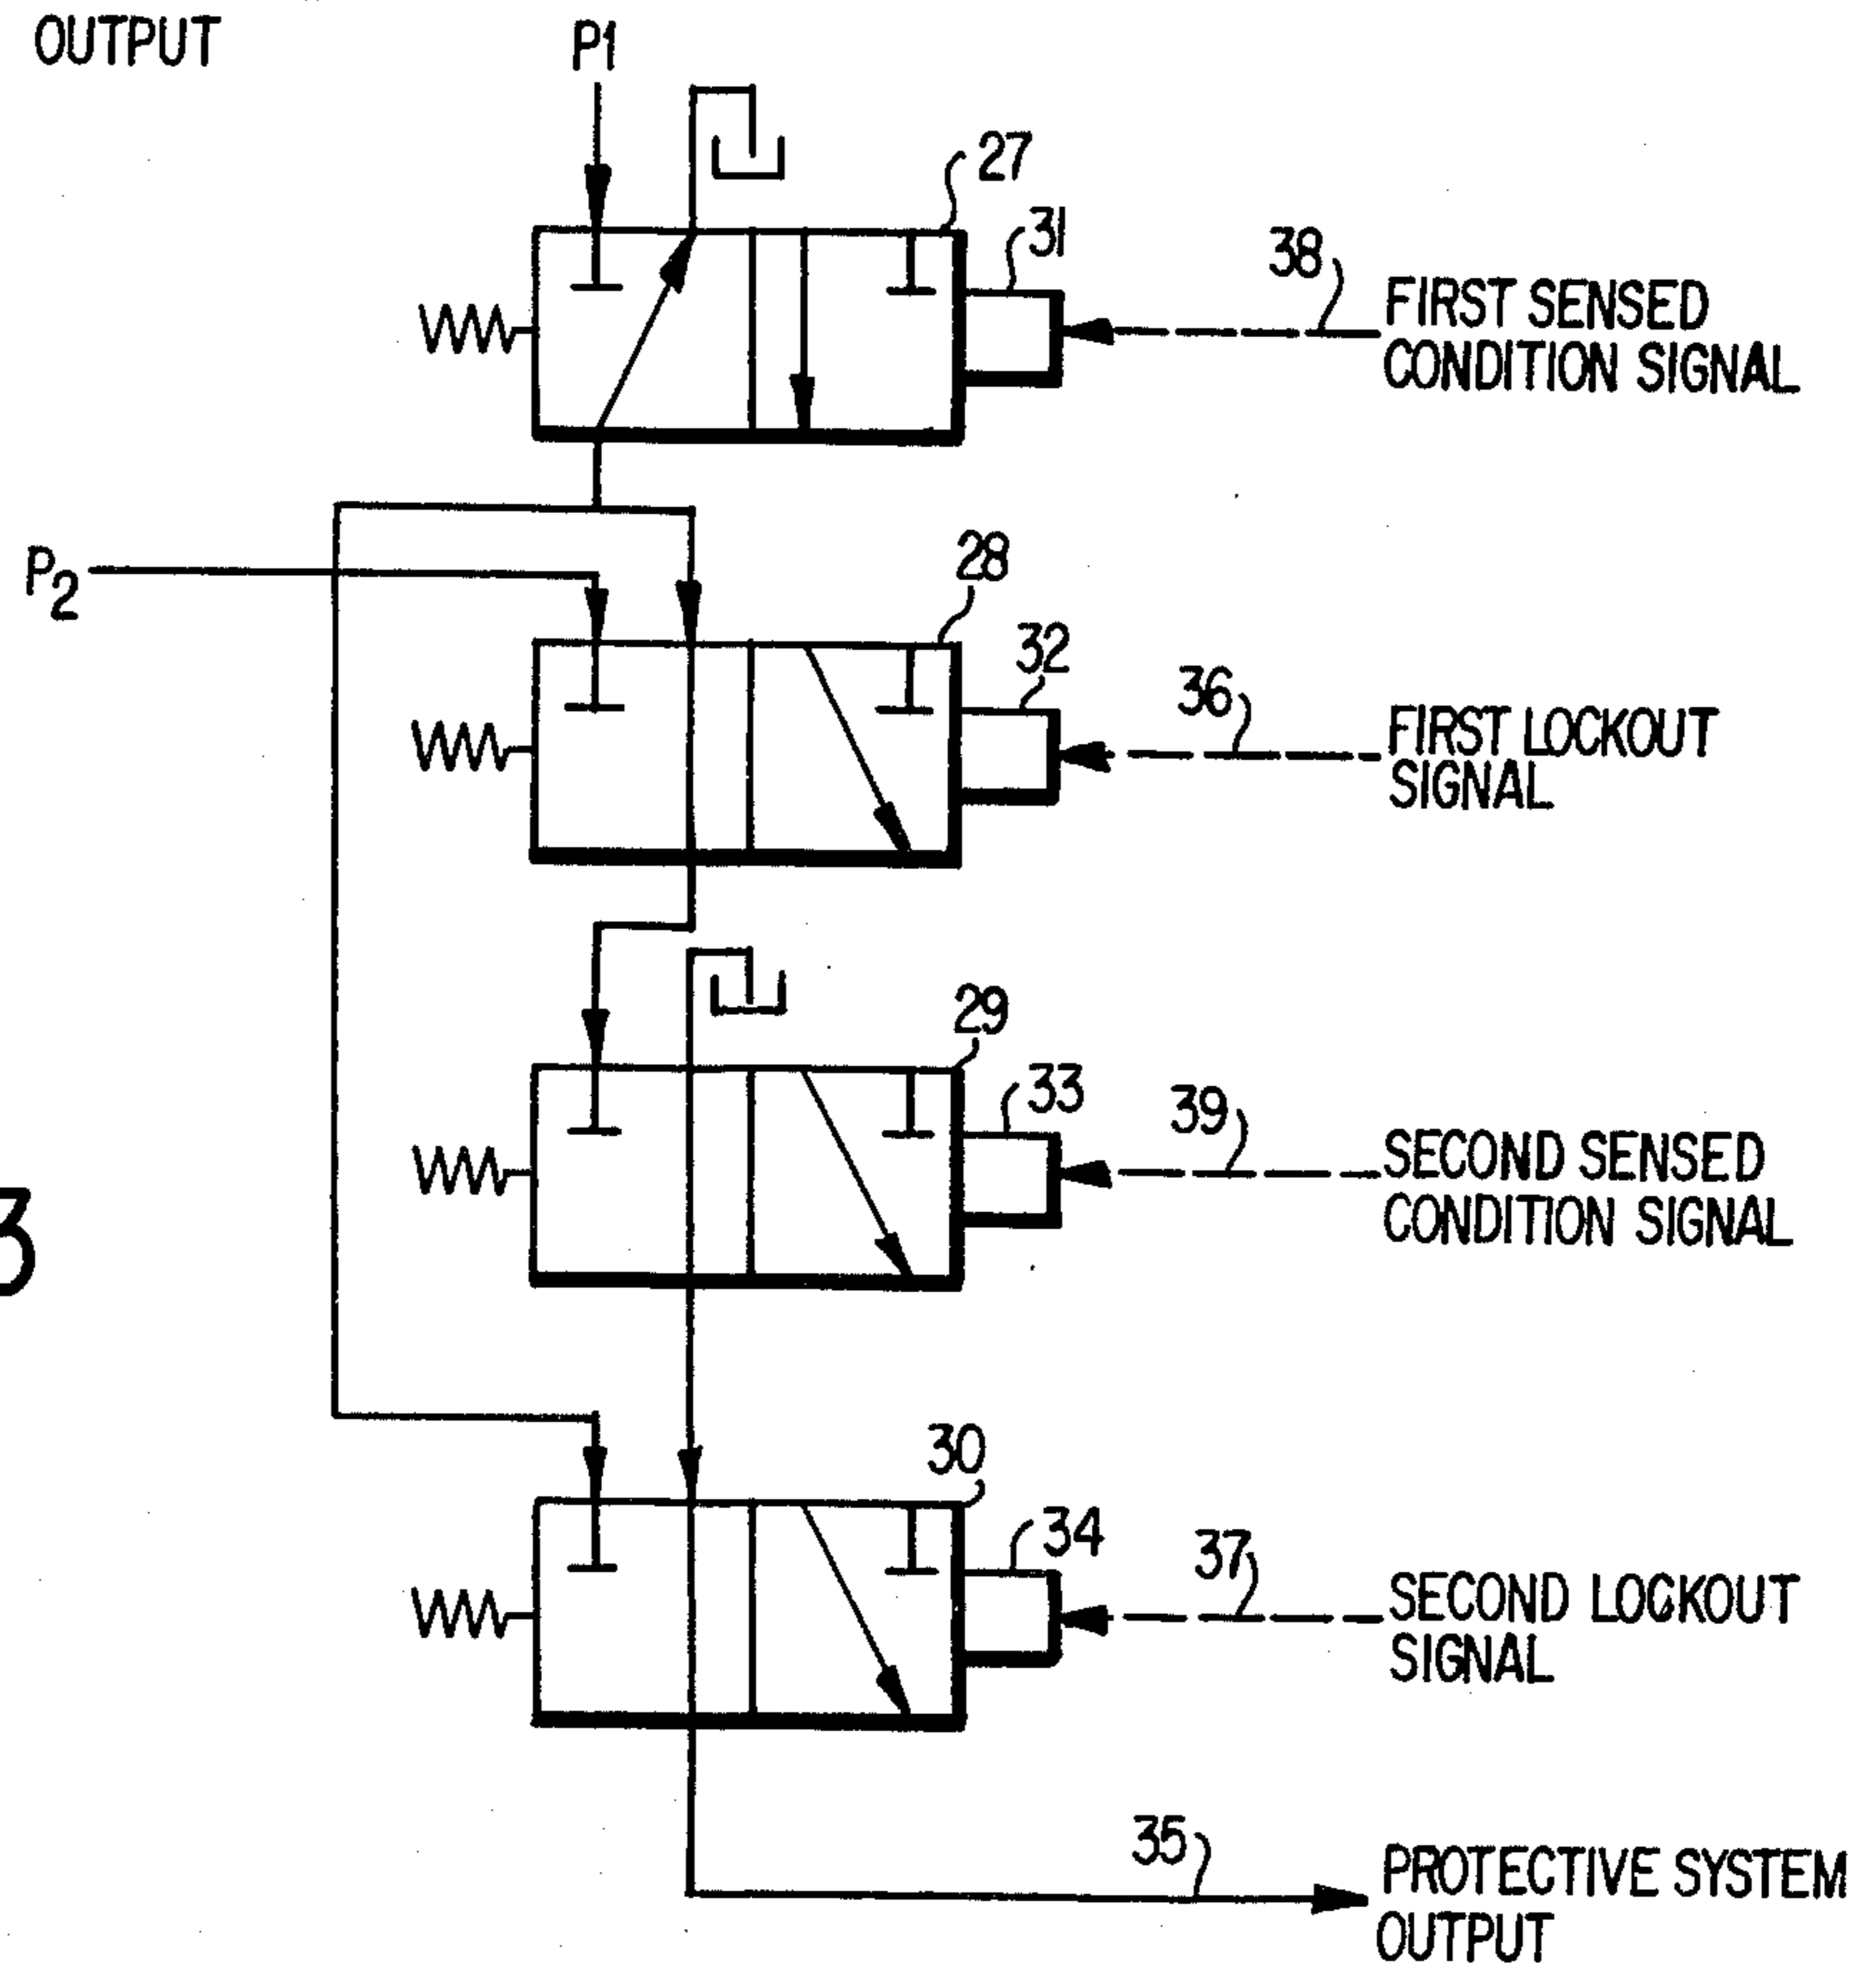 OUTPUT
P1
27
31
38
FIRST SENSED
CONDITION SIGNAL
P2
28
32
36
FIRST LOCKOUT
SIGNAL
29
33
39
SECOND SENSED
CONDITION SIGNAL
3
30
34
37
SECOND LOCKOUT
SIGNAL
35
PROTECTIVE SYSTEM
OUTPUT